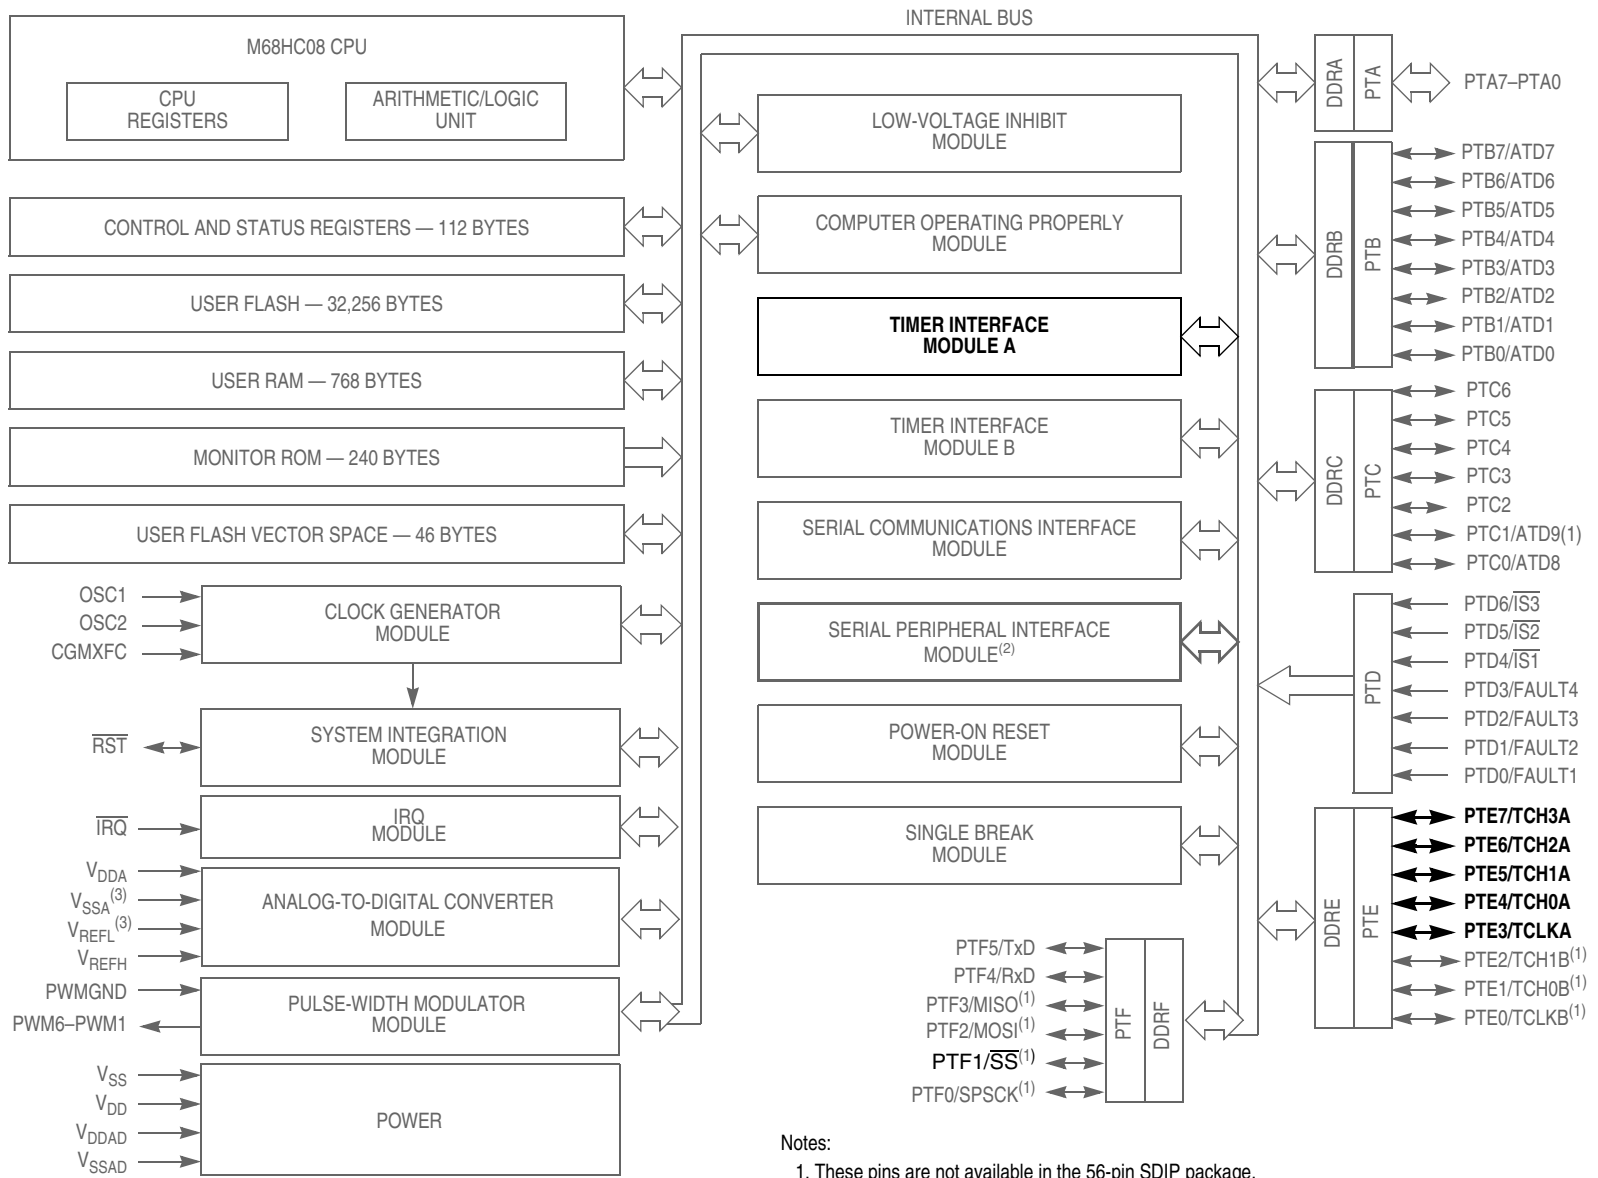 INTERNAL BUS
M68HC08 CPU
CPU
REGISTERS
ARITHMETIC/LOGIC
UNIT
CONTROL AND STATUS REGISTERS — 112 BYTES
USER FLASH — 32,256 BYTES
USER RAM — 768 BYTES
MONITOR ROM — 240 BYTES
USER FLASH VECTOR SPACE — 46 BYTES
OSC1
OSC2
CGMXFC
CLOCK GENERATOR
MODULE
RST
SYSTEM INTEGRATION
MODULE
IRQ
IRQ
MODULE
VDDA
VSSA(3)
VREFL(3)
VREFH
ANALOG-TO-DIGITAL CONVERTER
MODULE
PWMGND
PWM6–PWM1
PULSE-WIDTH MODULATOR
MODULE
VSS
VDD
VDDAD
VSSAD
POWER
LOW-VOLTAGE INHIBIT
MODULE
COMPUTER OPERATING PROPERLY
MODULE
TIMER INTERFACE
MODULE A
TIMER INTERFACE
MODULE B
SERIAL COMMUNICATIONS INTERFACE
MODULE
SERIAL PERIPHERAL INTERFACE
MODULE(2)
POWER-ON RESET
MODULE
SINGLE BREAK
MODULE
PTF5/TxD
PTF4/RxD
PTF3/MISO(1)
PTF2/MOSI(1)
PTF1/SS(1)
PTF0/SPSCK(1)
PTF
DDRF
DDRA
PTA
PTA7–PTA0
DDRB
PTB
PTB7/ATD7
PTB6/ATD6
PTB5/ATD5
PTB4/ATD4
PTB3/ATD3
PTB2/ATD2
PTB1/ATD1
PTB0/ATD0
DDRC
PTC
PTC6
PTC5
PTC4
PTC3
PTC2
PTC1/ATD9(1)
PTC0/ATD8
PTD
PTD6/IS3
PTD5/IS2
PTD4/IS1
PTD3/FAULT4
PTD2/FAULT3
PTD1/FAULT2
PTD0/FAULT1
DDRE
PTE
PTE7/TCH3A
PTE6/TCH2A
PTE5/TCH1A
PTE4/TCH0A
PTE3/TCLKA
PTE2/TCH1B(1)
PTE1/TCH0B(1)
PTE0/TCLKB(1)
Notes:
1. These pins are not available in the 56-pin SDIP package.